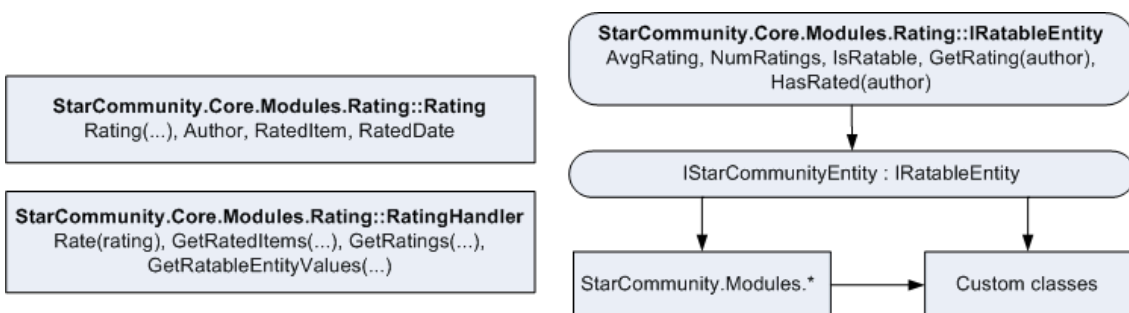 StarCommunity.Core.Modules.Rating::Rating
Rating(...), Author, RatedItem, RatedDate
StarCommunity.Core.Modules.Rating::RatingHandler
Rate(rating), GetRatedItems(...), GetRatings(...),
GetRatableEntityValues(...)
StarCommunity.Core.Modules.Rating::IRatableEntity
AvgRating, NumRatings, IsRatable, GetRating(author),
HasRated(author)
IStarCommunityEntity : IRatableEntity
StarCommunity.Modules.*
Custom classes